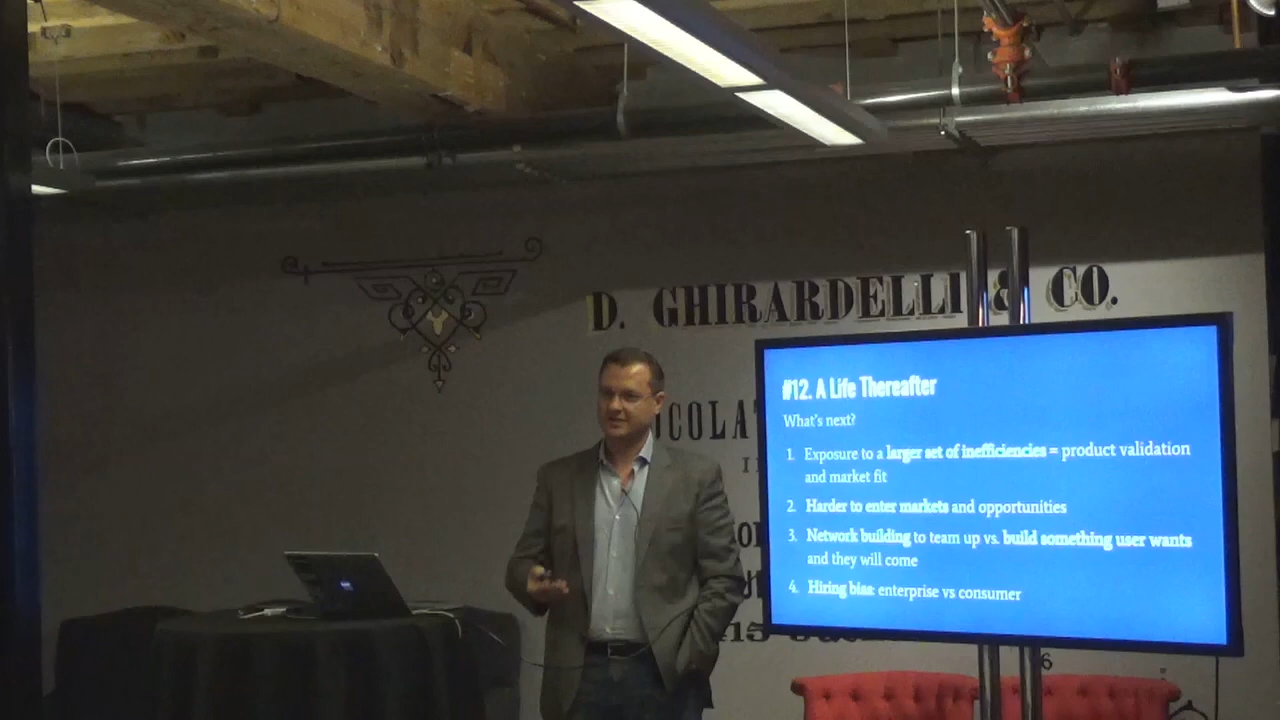 D. GHIRARDELLI & CO.
#12. A Life Thereafter
What's next?
1. Exposure to a larger set of inefficiencies = product validation
and market fit
2. Harder to enter markets and opportunities
3. Network building to team up vs. build something user wants
and they will come
4. Hiring bias: enterprise vs consumer